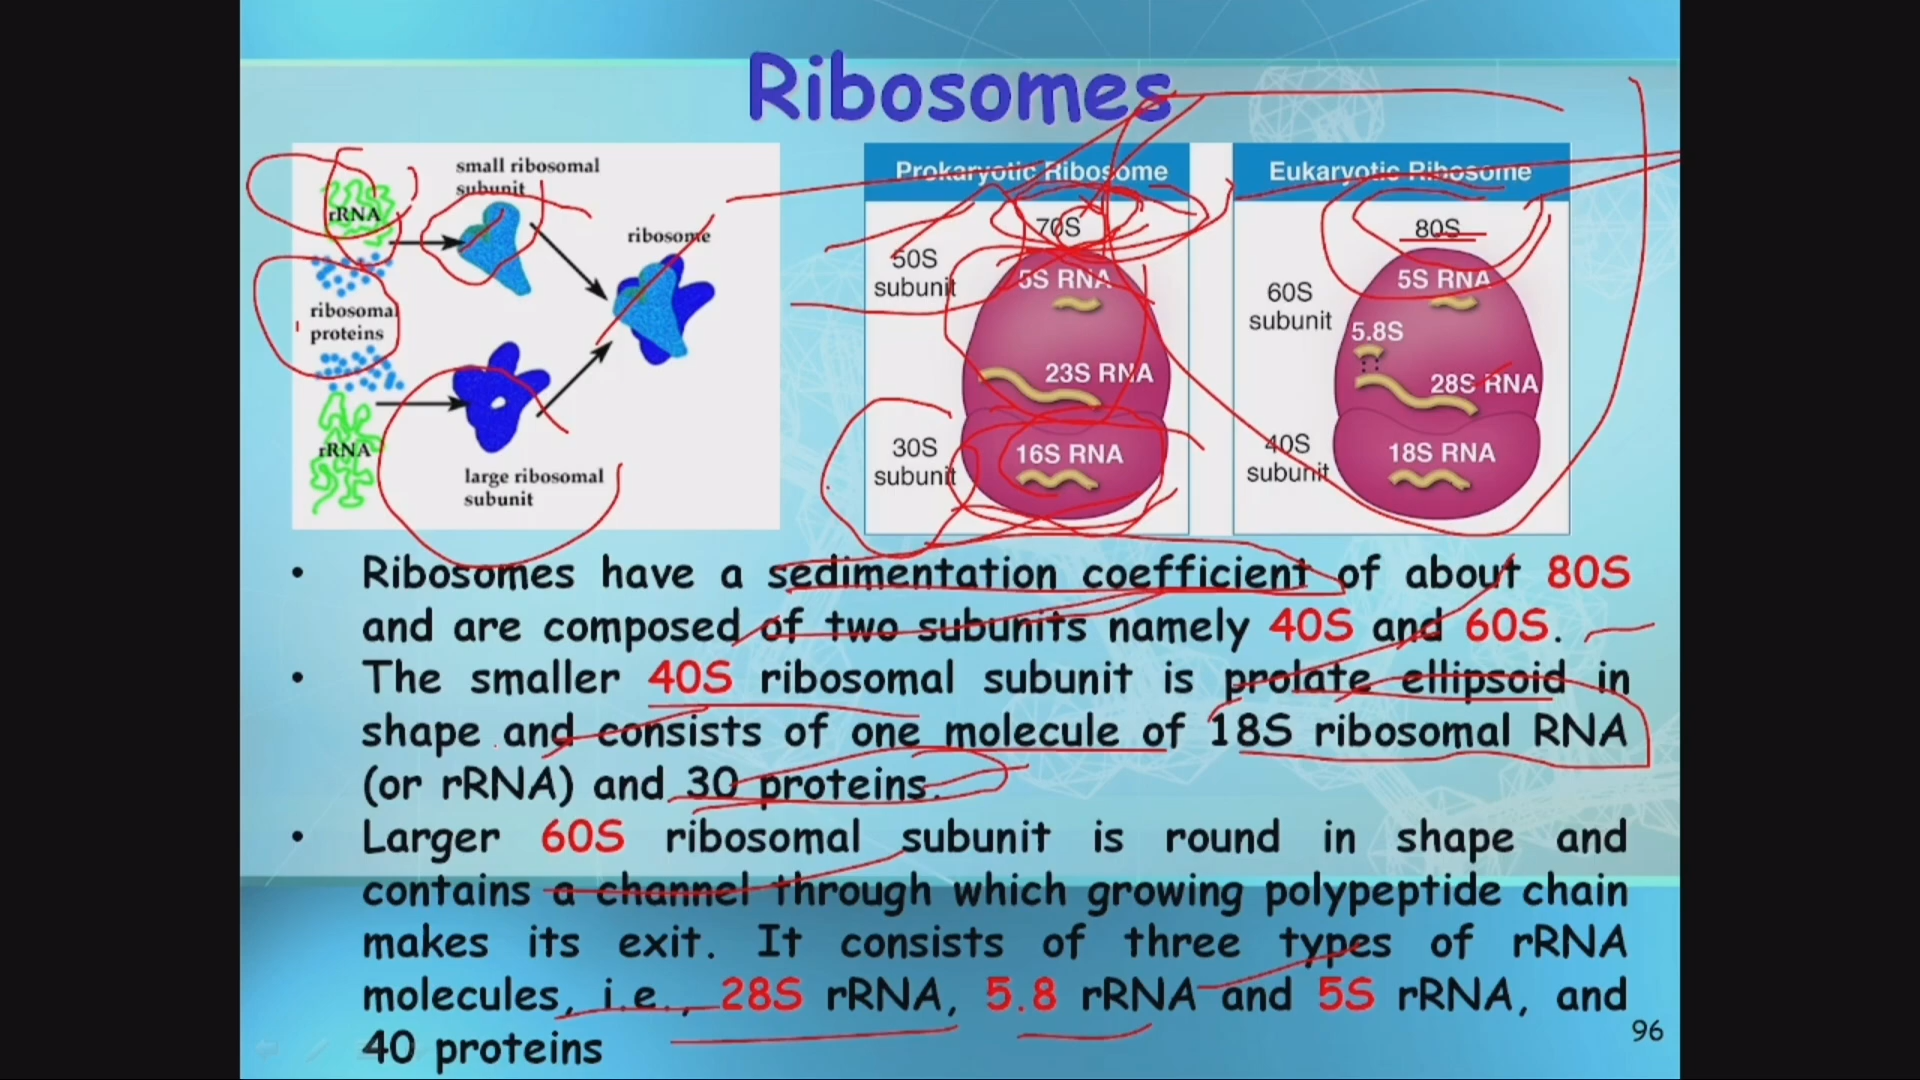 Ribosomes
small ribosomal
subunit
rRNA
ribosome
ribosomal
proteins
rRNA
large ribosomal
subunit
Prokaryotic Ribosome
70S
50S
subunit
5S RNA
23S RNA
30S
subunit
16S RNA
Eukaryotic Ribosome
80S
5S RNA
60S
subunit
5.8S
28S RNA
40S
subunit
18S RNA
• Ribosomes have a sedimentation coefficient of about 80S
and are composed of two subunits namely 40S and 60S.
• The smaller 40S ribosomal subunit is prolate ellipsoid in
shape and consists of one molecule of 18S ribosomal RNA
(or rRNA) and 30 proteins.
• Larger 60S ribosomal subunit is round in shape and
contains a channel through which growing polypeptide chain
makes its exit. It consists of three types of rRNA
molecules, i.e., 28S rRNA, 5.8 rRNA and 5S rRNA, and
40 proteins
96